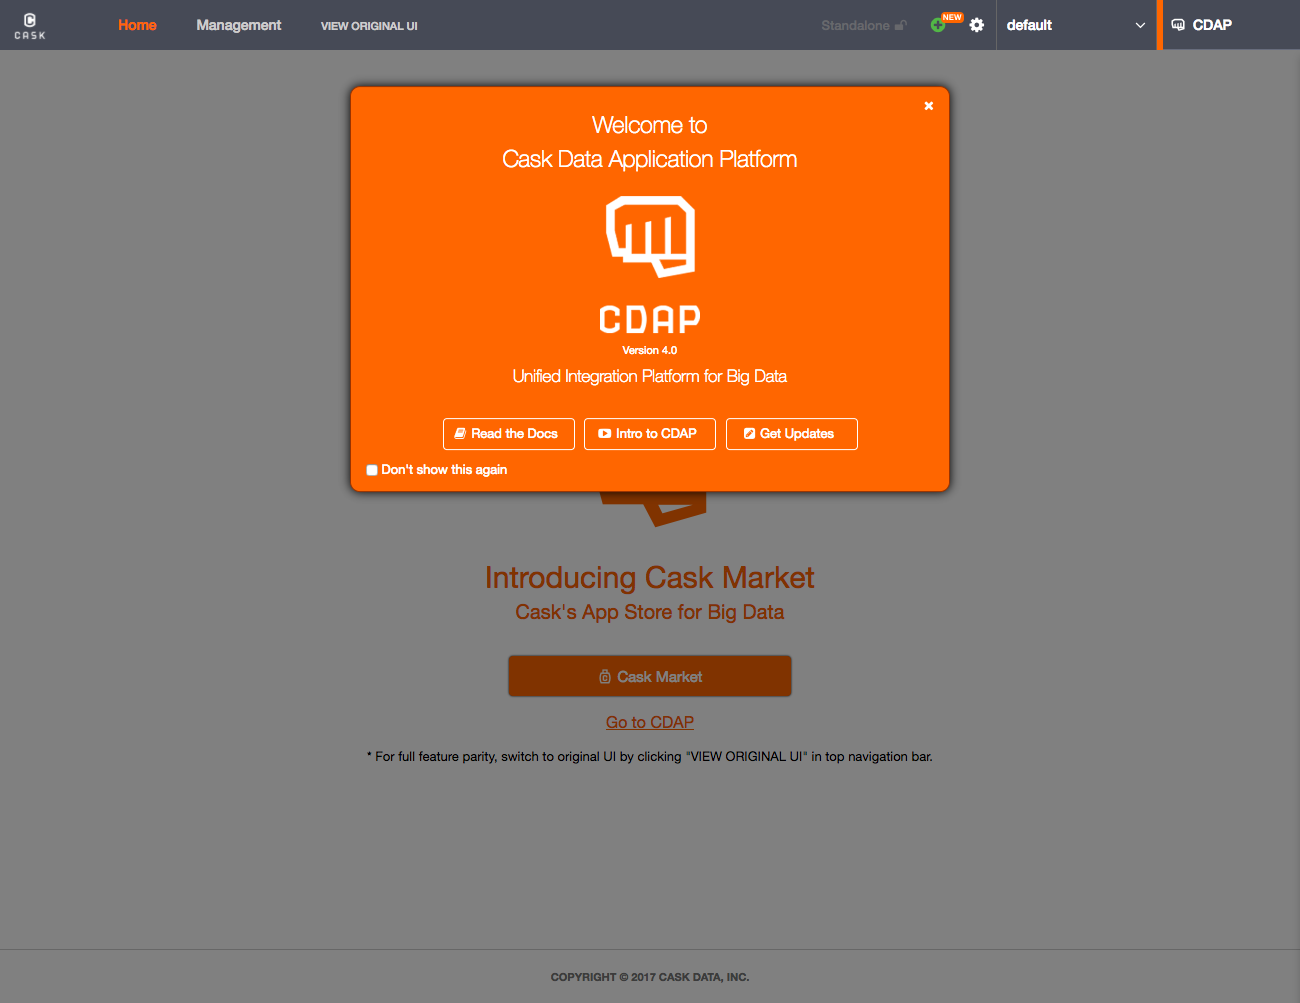 CASK
Home
Management
VIEW ORIGINAL UI
Standalone
NEW
default
CDAP
Welcome to
Cask Data Application Platform
CDAP
Version 4.0
Unified Integration Platform for Big Data
Read the Docs
Intro to CDAP
Get Updates
Don't show this again
Introducing Cask Market
Cask's App Store for Big Data
Cask Market
Go to CDAP
* For full feature parity, switch to original UI by clicking "VIEW ORIGINAL UI" in top navigation bar.
COPYRIGHT © 2017 CASK DATA, INC.